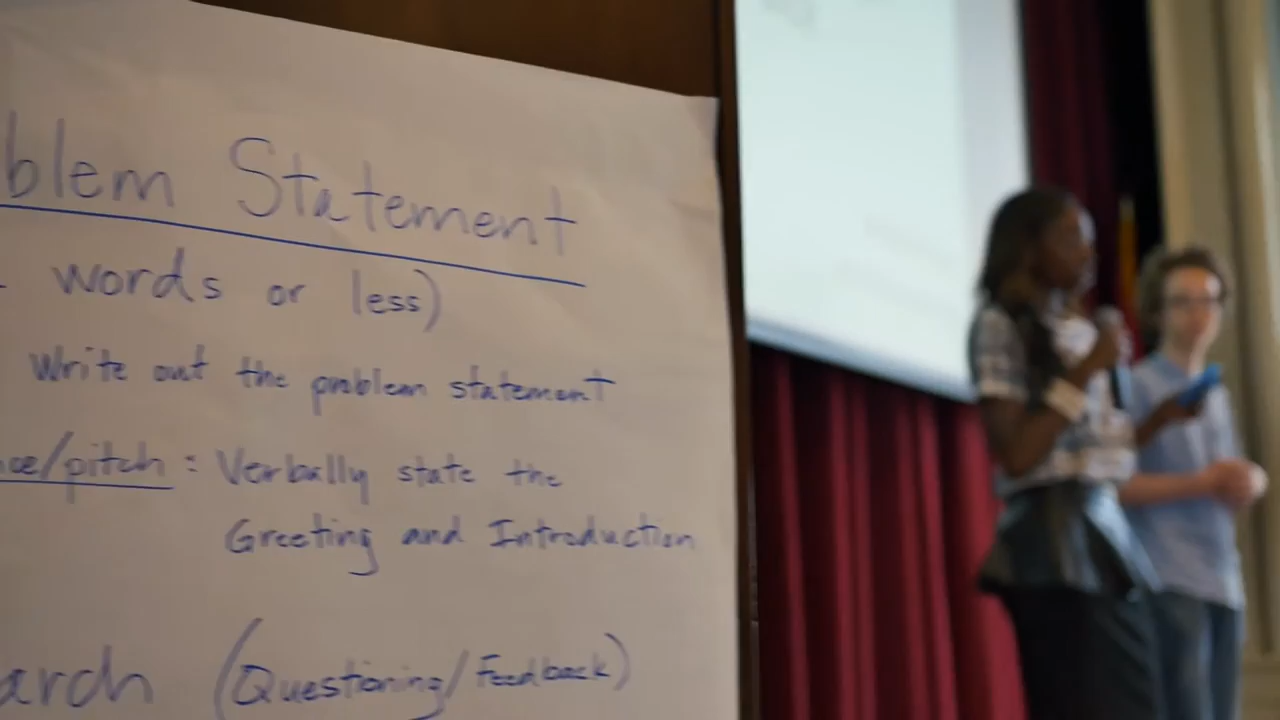 blem Statement
words or less)
Write out the problem statement
ce/pitch : Verbally state the
Greeting and Introduction
arch (Questioning/Feedback)